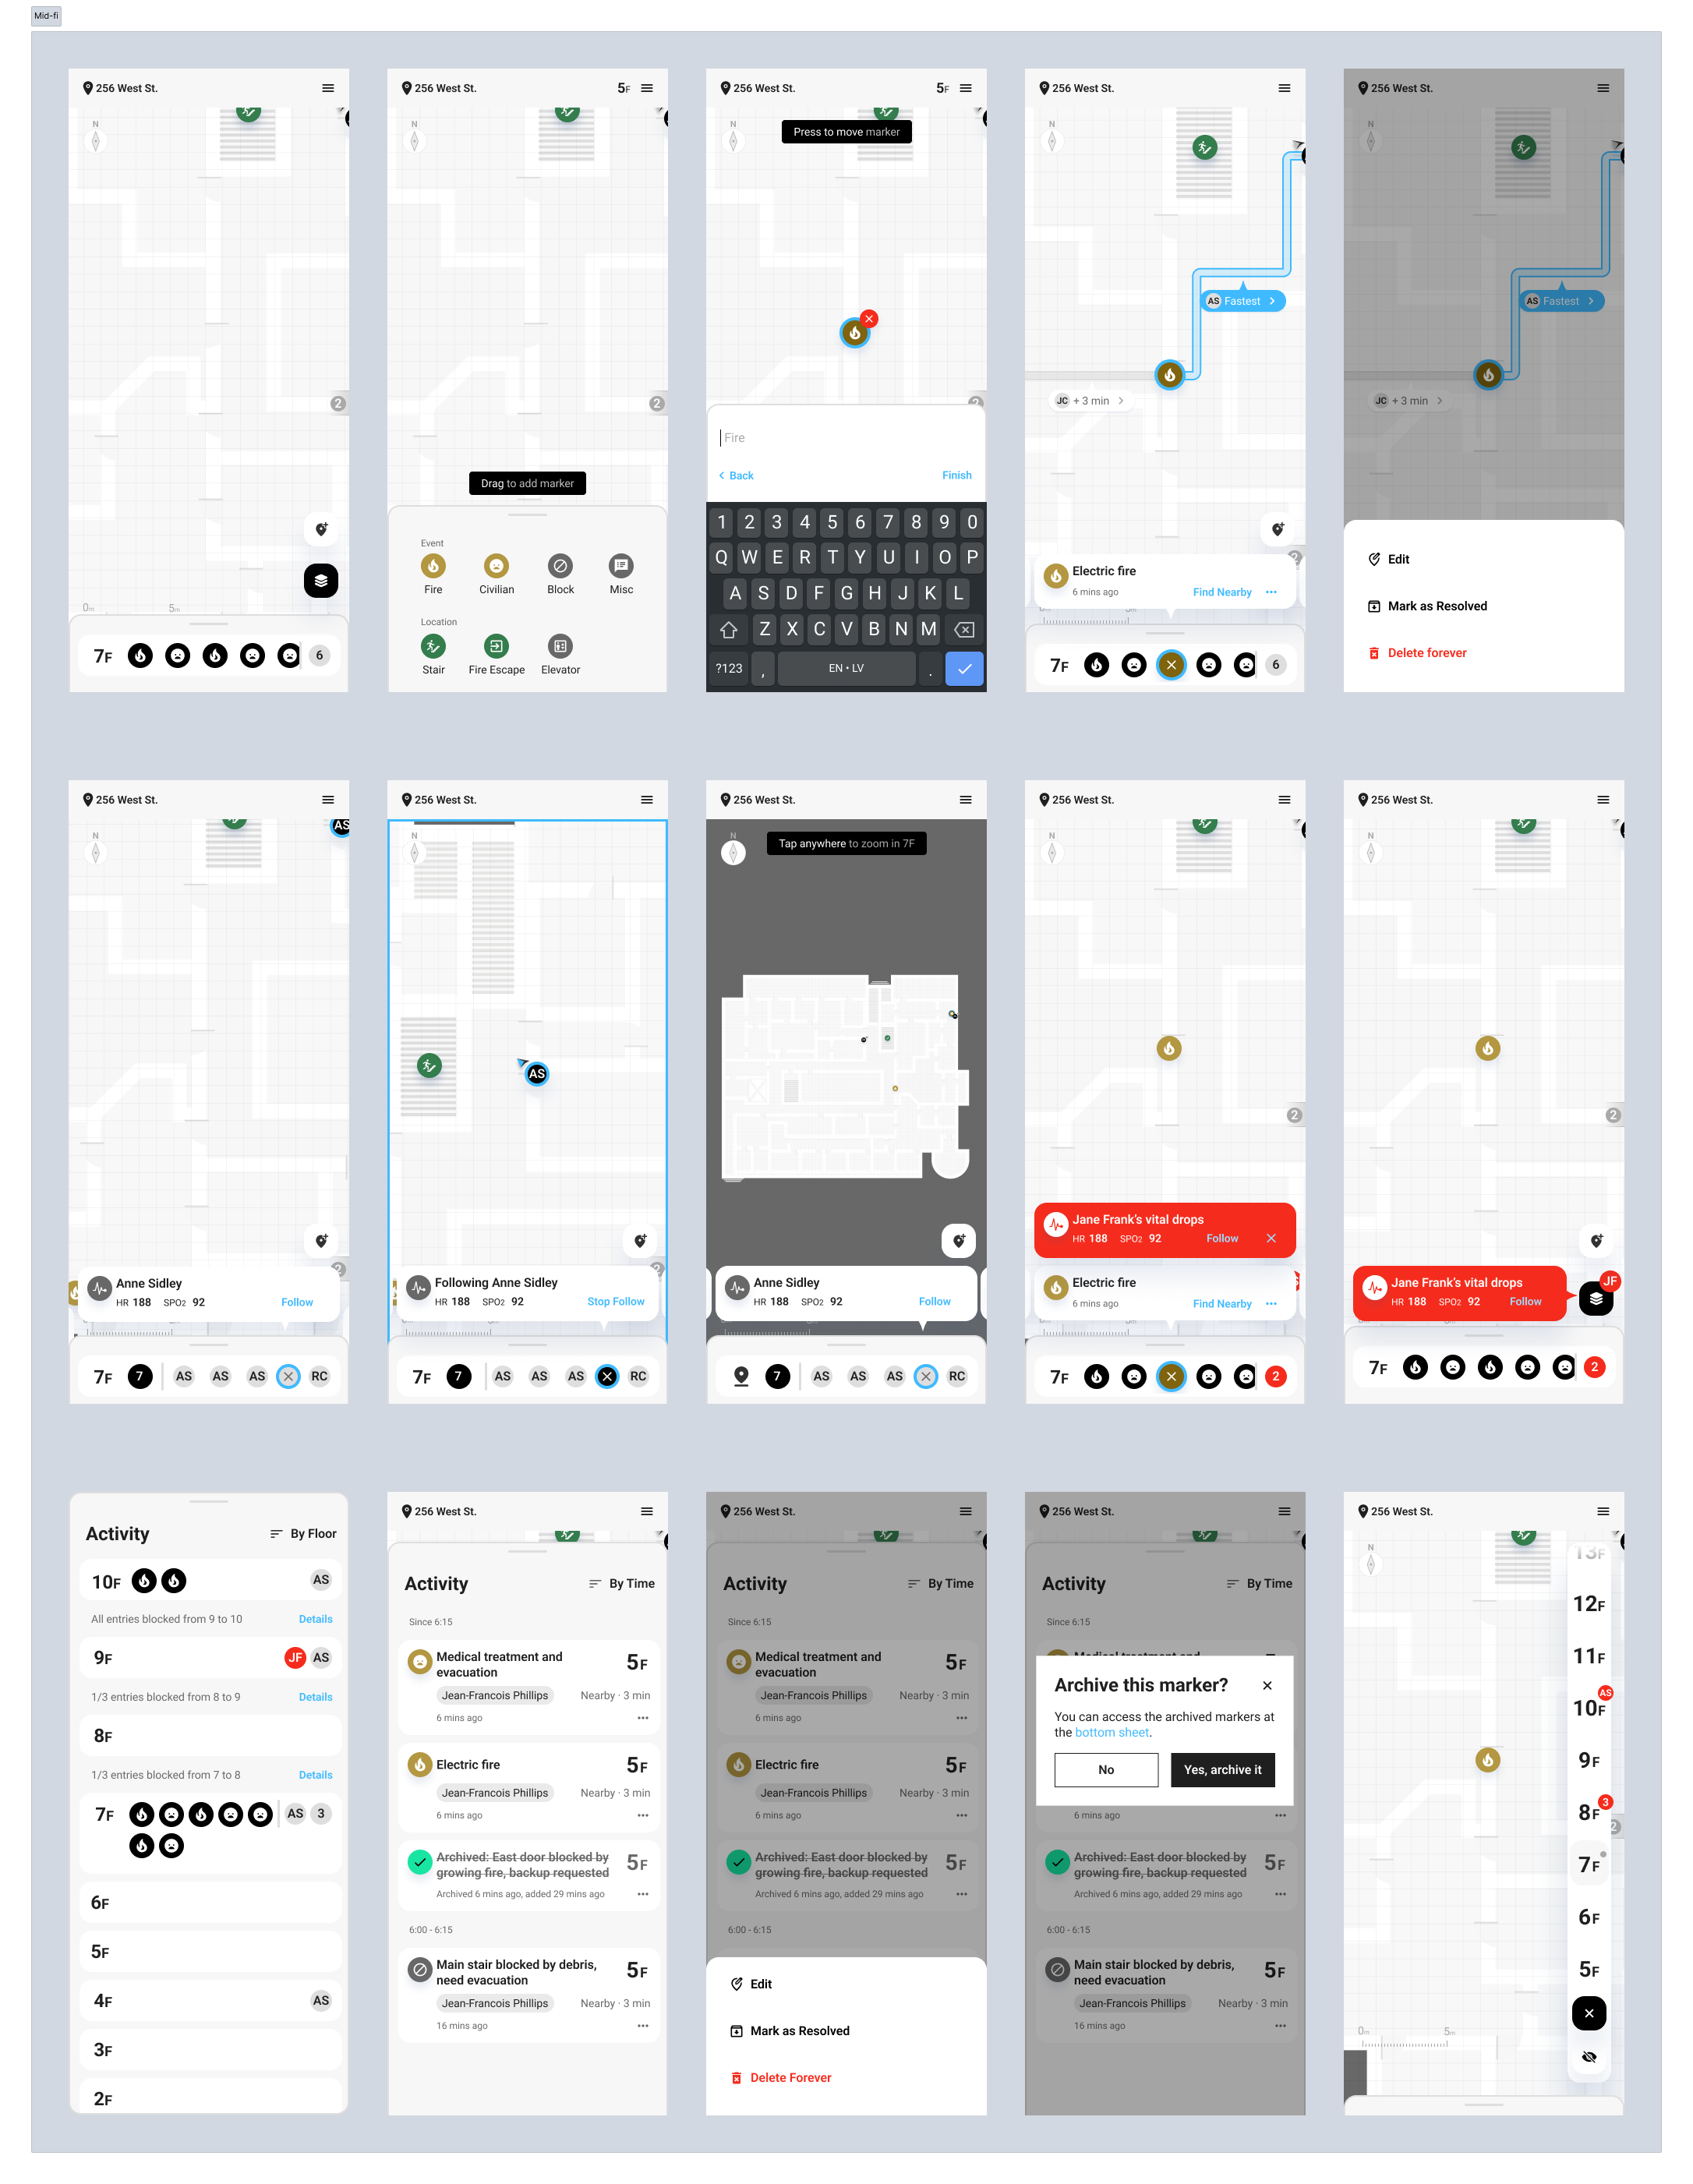 Mid-fi
256 West St.
N
2
0m 5m
7F 6
256 West St. 5F
2
Drag to add marker
Event
Fire Civilian Block Misc
Location
Stair Fire Escape Elevator
256 West St. 5F
N
Press to move marker
2
Fire
Back Finish
1 2 3 4 5 6 7 8 9 0
Q W E R T Y U I O P
A S D F G H J K L
Z X C V B N M
?123 , EN • LV .
256 West St.
N
AS Fastest
JC + 3 min
2
Electric fire
6 mins ago Find Nearby
7F 6
256 West St.
N
AS Fastest
JC + 3 min
Edit
Mark as Resolved
Delete forever
256 West St.
AS
N
2
Anne Sidley
HR 188 SPO2 92 Follow
7F 7 AS AS AS RC
256 West St.
N
AS
2
Following Anne Sidley
HR 188 SPO2 92 Stop Follow
7F 7 AS AS AS RC
256 West St.
N
Tap anywhere to zoom in 7F
Anne Sidley
HR 188 SPO2 92 Follow
7 AS AS AS RC
256 West St.
N
2
Jane Frank's vital drops
HR 188 SPO2 92 Follow
Electric fire
6 mins ago Find Nearby
7F 2
256 West St.
N
2
Jane Frank's vital drops
HR 188 SPO2 92 Follow
JF
7F 2
Activity By Floor
10F AS
All entries blocked from 9 to 10 Details
9F JF AS
1/3 entries blocked from 8 to 9 Details
8F
1/3 entries blocked from 7 to 8 Details
7F AS 3
6F
5F
4F AS
3F
2F
256 West St.
Activity By Time
Since 6:15
Medical treatment and
evacuation 5F
Jean-Francois Phillips Nearby · 3 min
6 mins ago
Electric fire 5F
Jean-Francois Phillips Nearby · 3 min
6 mins ago
Archived: East door blocked by
growing fire, backup requested 5F
Archived 6 mins ago, added 29 mins ago
6:00 - 6:15
Main stair blocked by debris,
need evacuation 5F
Jean-Francois Phillips Nearby · 3 min
16 mins ago
256 West St.
Activity By Time
Since 6:15
Medical treatment and
evacuation 5F
Jean-Francois Phillips Nearby · 3 min
6 mins ago
Electric fire 5F
Jean-Francois Phillips Nearby · 3 min
6 mins ago
Archived: East door blocked by
growing fire, backup requested 5F
Archived 6 mins ago, added 29 mins ago
6:00 - 6:15
Edit
Mark as Resolved
Delete Forever
256 West St.
Activity By Time
Since 6:15
Archive this marker?
You can access the archived markers at
the bottom sheet.
No Yes, archive it
6 mins ago
Archived: East door blocked by
growing fire, backup requested 5F
Archived 6 mins ago, added 29 mins ago
6:00 - 6:15
Main stair blocked by debris,
need evacuation 5F
Jean-Francois Phillips Nearby · 3 min
16 mins ago
256 West St.
N
13F
12F
11F
10F AS
9F
8F 3
2
7F
6F
5F
0m 5m